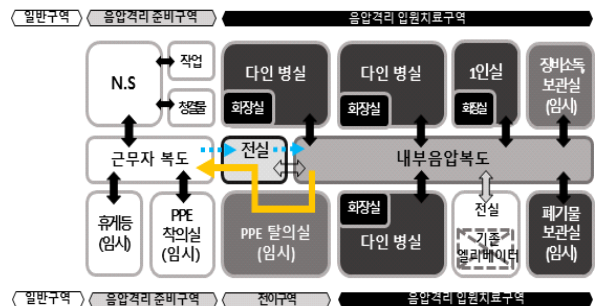 일반구역
음압격리 준비구역
음압격리 입원치료구역
N.S
작업
청결물
다인 병실
화장실
다인 병실
화장실
1인실
화장실
장비소독
보관실
(임시)
근무자 복도
전실
내부음압복도
휴게등
(임시)
PPE
착의실
(임시)
PPE 탈의실
(임시)
화장실
다인 병실
전실
기존
엘리베이터
폐기물
보관실
(임시)
일반구역
음압격리 준비구역
전이구역
음압격리 입원치료구역